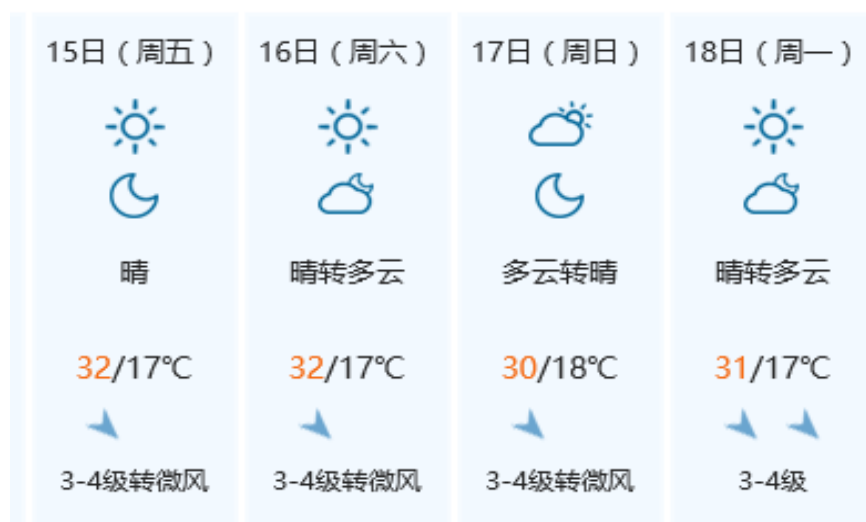 15日（周五）
晴
32/17℃
3-4级转微风
16日（周六）
晴转多云
32/17℃
3-4级转微风
17日（周日）
多云转晴
30/18℃
3-4级转微风
18日（周一）
晴转多云
31/17℃
3-4级